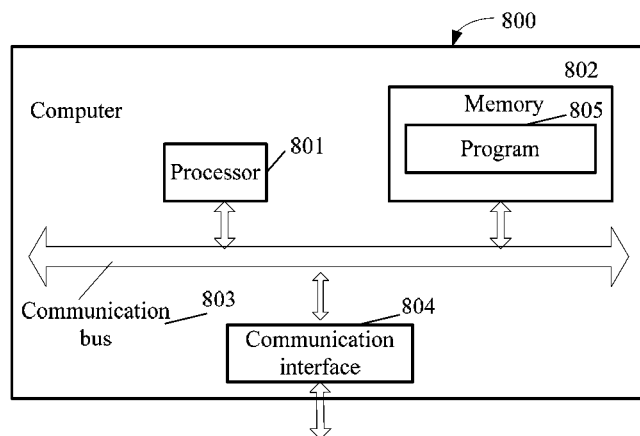 800
802
Computer
Memory
805
Program
801
Processor
Communication
bus
803
804
Communication
interface